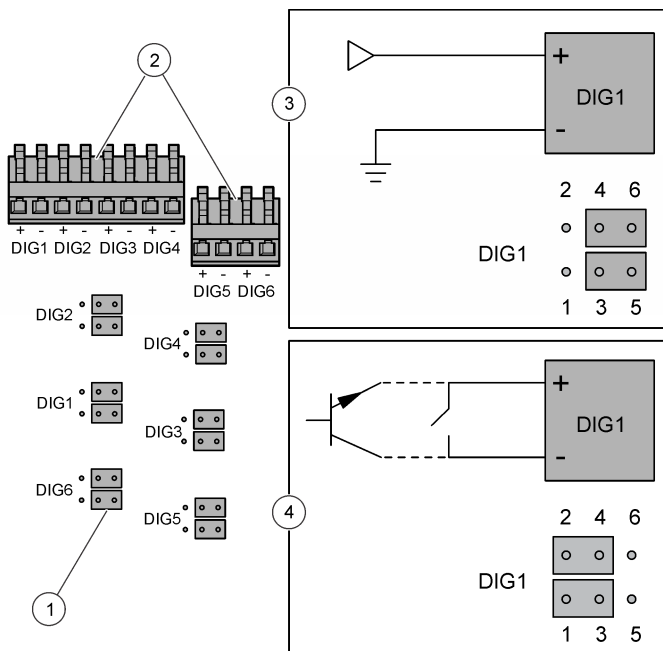 2
+ - + - + - + -
DIG1 DIG2 DIG3 DIG4
+ - + -
DIG5 DIG6
DIG2
DIG4
DIG1
DIG3
DIG6
DIG5
1
3
+
DIG1
-
2 4 6
DIG1
1 3 5
4
+
DIG1
-
2 4 6
DIG1
1 3 5